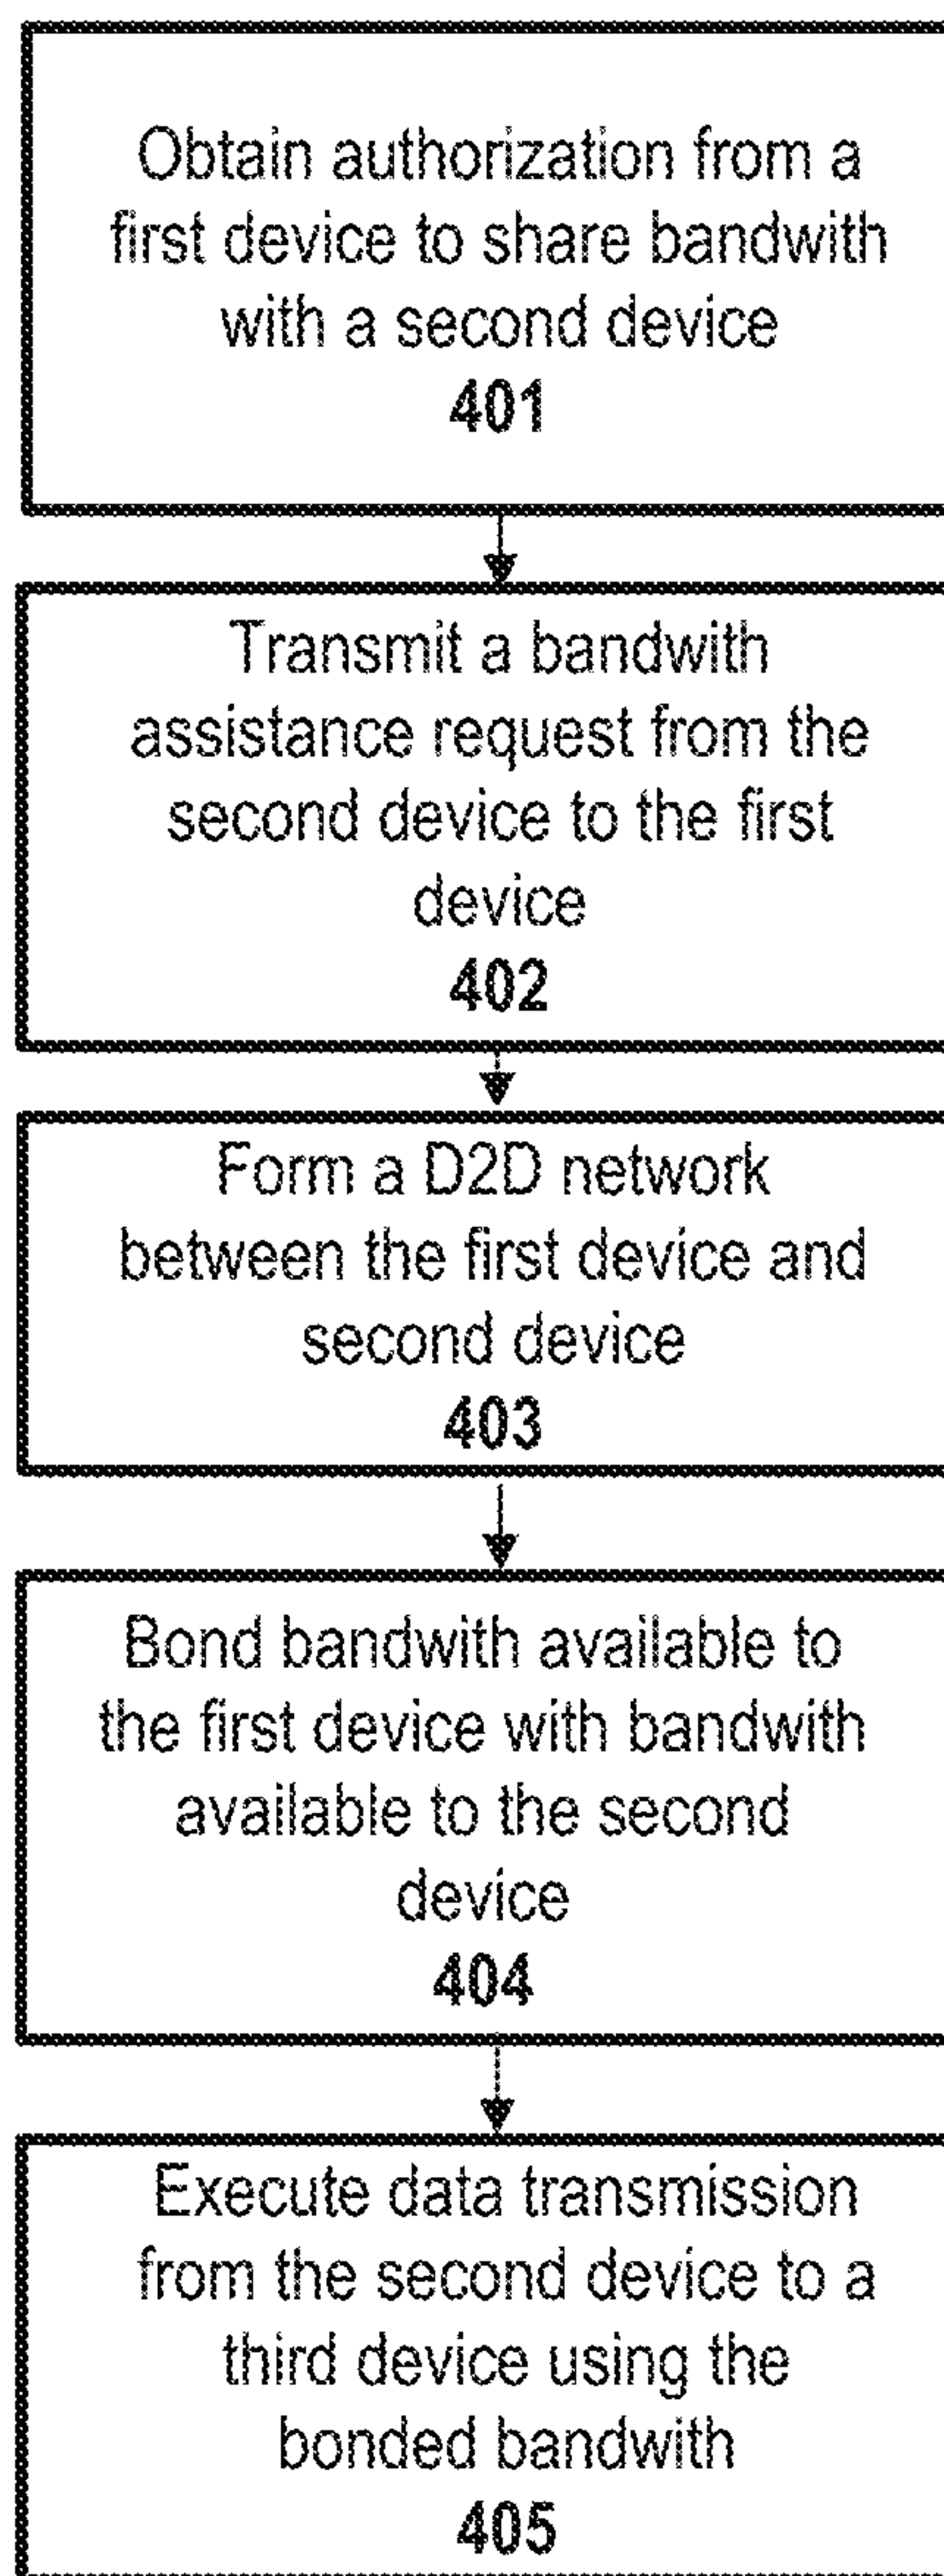 Obtain authorization from a
first device to share bandwith
with a second device
401
Transmit a bandwith
assistance request from the
second device to the first
device
402
Form a D2D network
between the first device and
second device
403
Bond bandwith available to
the first device with bandwith
available to the second
device
404
Execute data transmission
from the second device to a
third device using the
bonded bandwith
405